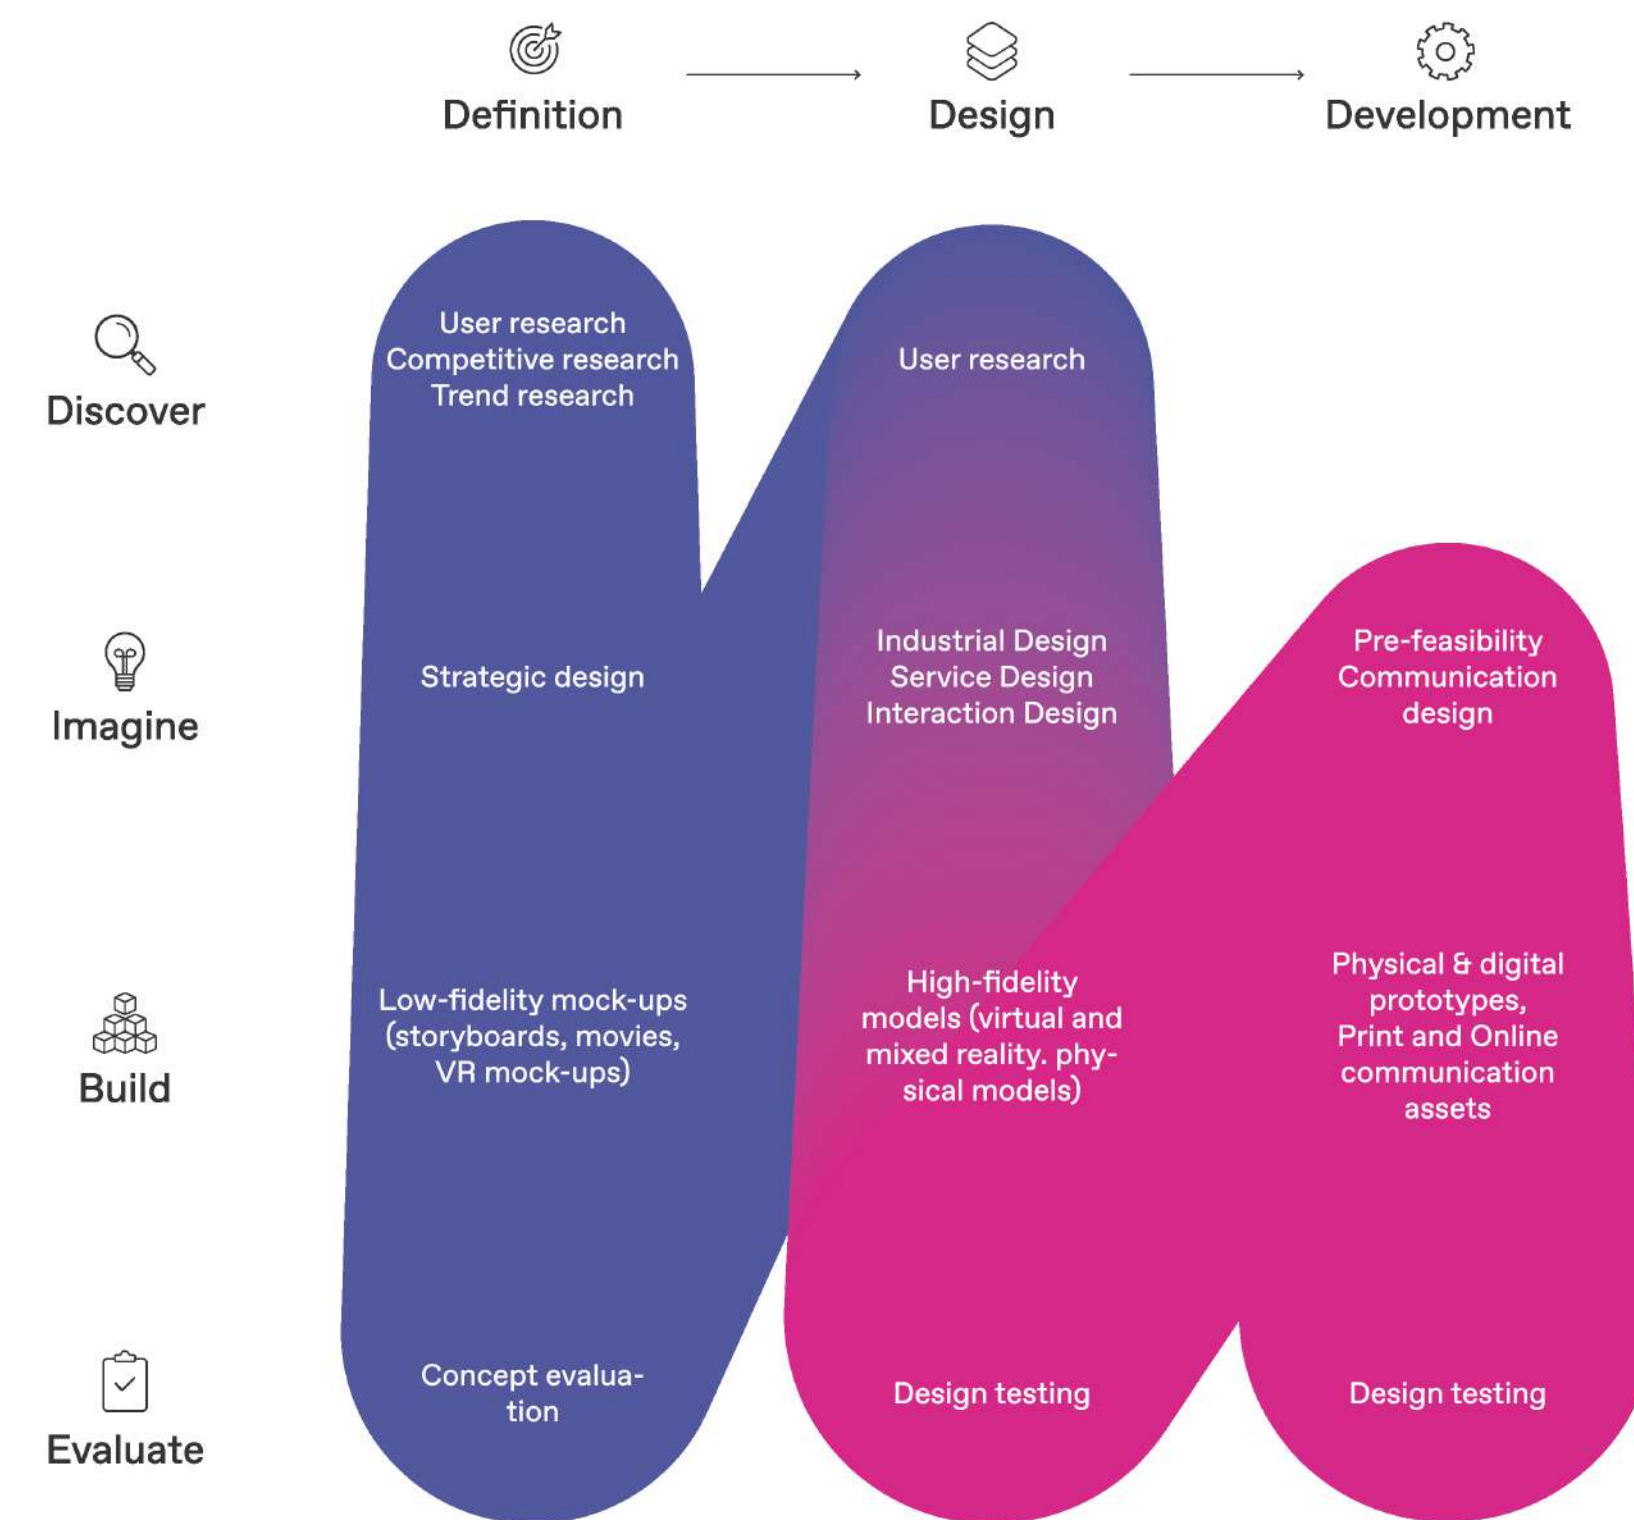 Definition
Design
Development
Discover
User research
Competitive research
Trend research
User research
Imagine
Strategic design
Industrial Design
Service Design
Interaction Design
Pre-feasibility
Communication
design
Build
Low-fidelity mock-ups
(storyboards, movies,
VR mock-ups)
High-fidelity
models (virtual and
mixed reality. phy-
sical models)
Physical & digital
prototypes,
Print and Online
communication
assets
Evaluate
Concept evalua-
tion
Design testing
Design testing